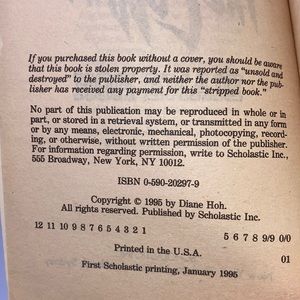 If you purchased this book without a cover, you should be aware
that this book is stolen property. It was reported as "unsold and
destroyed" to the publisher, and neither the author nor the pub-
lisher has received any payment for this "stripped book."
No part of this publication may be reproduced in whole or in
part, or stored in a retrieval system, or transmitted in any form
or by any means, electronic, mechanical, photocopying, record-
ing, or otherwise, without written permission of the publisher.
For information regarding permission, write to Scholastic Inc.,
555 Broadway, New York, NY 10012.
ISBN 0-590-20297-9
Copyright © 1995 by Diane Hoh.
All rights reserved. Published by Scholastic Inc.
12 11 10 9 8 7 6 5 4 3 2 1 5 6 7 8 9/9 0/0
Printed in the U.S.A. 01
First Scholastic printing, January 1995